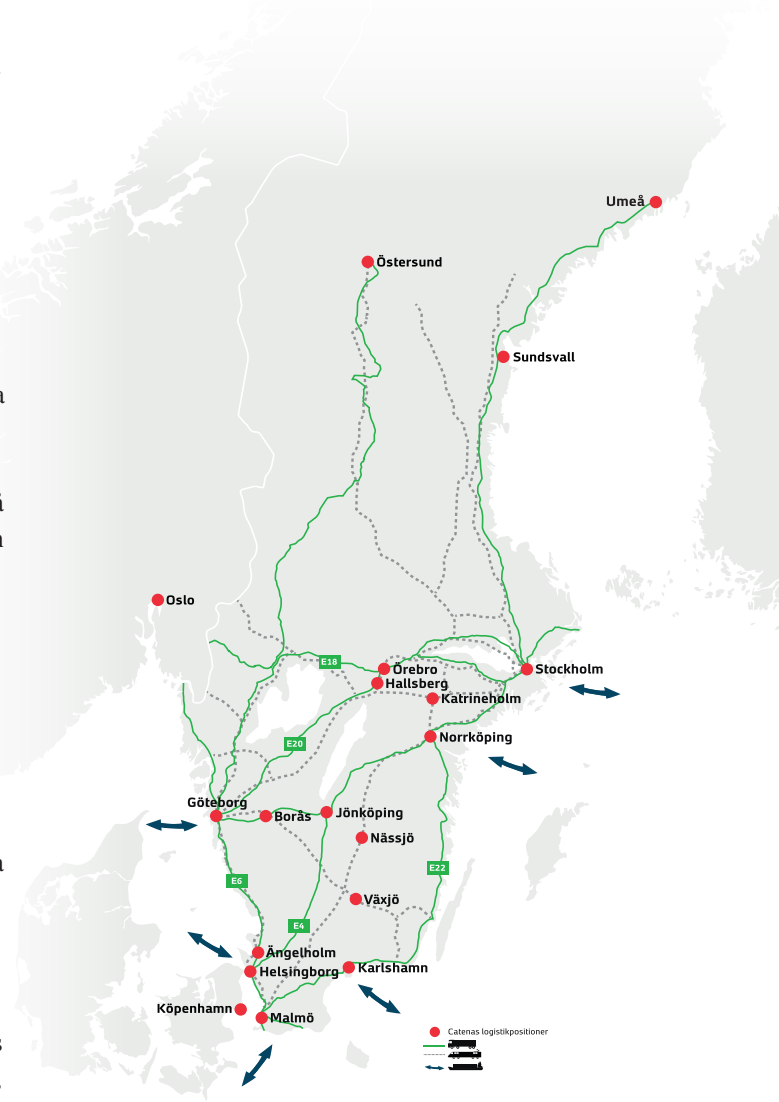 Umeå
Östersund
Sundsvall
Oslo
E18
Örebro
Stockholm
Hallsberg
Katrineholm
Norrköping
E20
Göteborg
Borås
Jönköping
Nässjö
E22
E6
Växjö
E4
Ängelholm
Helsingborg
Karlshamn
Köpenhamn
Malmö
Catenas logistikpositioner